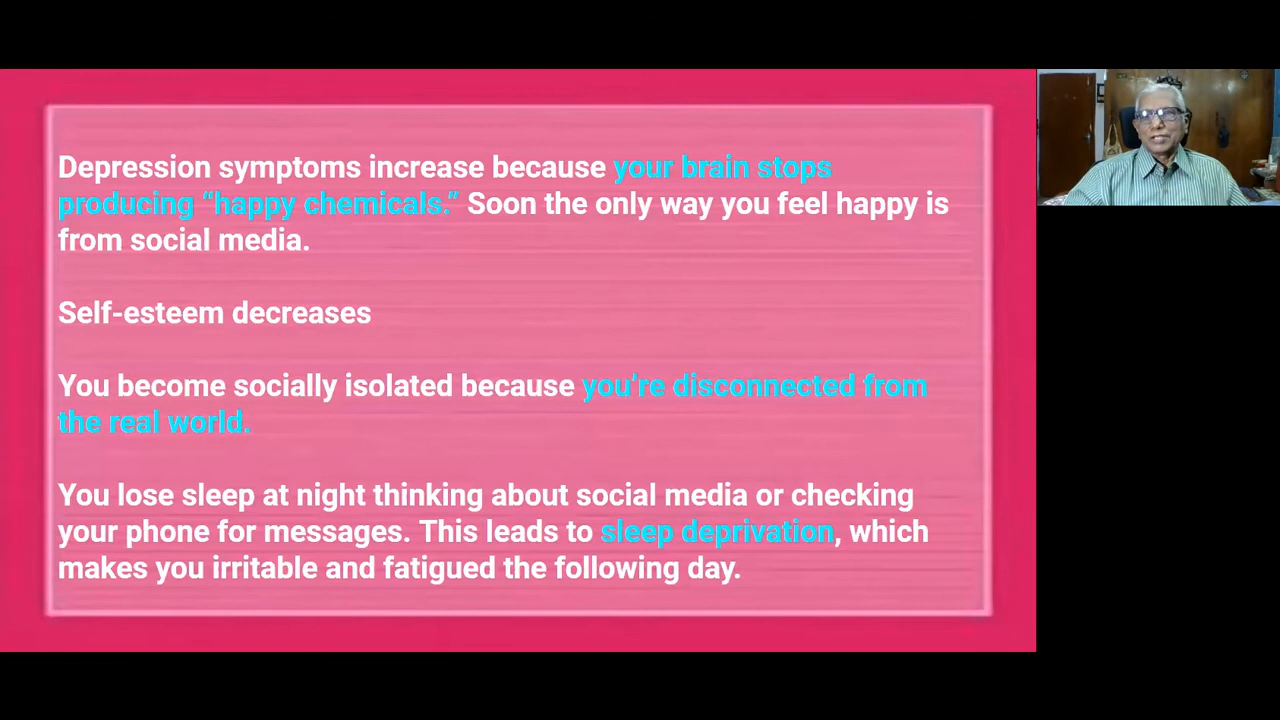 Depression symptoms increase because your brain stops
producing “happy chemicals.” Soon the only way you feel happy is
from social media.
Self-esteem decreases
You become socially isolated because you’re disconnected from
the real world.
You lose sleep at night thinking about social media or checking
your phone for messages. This leads to sleep deprivation, which
makes you irritable and fatigued the following day.